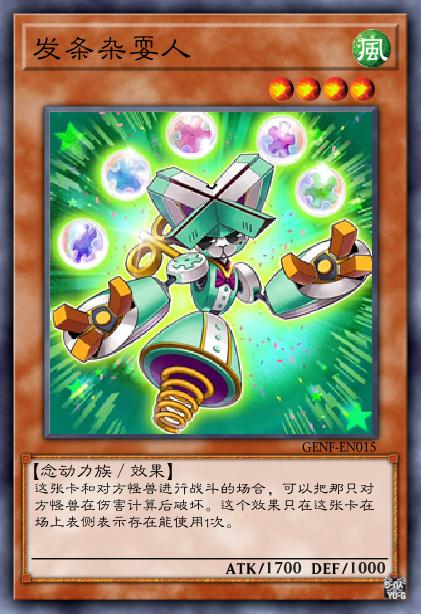 发条杂耍人
風
GENF-EN015
【念动力族／效果】
这张卡和对方怪兽进行战斗的场合，可以把那只对
方怪兽在伤害计算后破坏。这个效果只在这张卡在
场上表侧表示存在能使用1次。
ATK/1700 DEF/1000